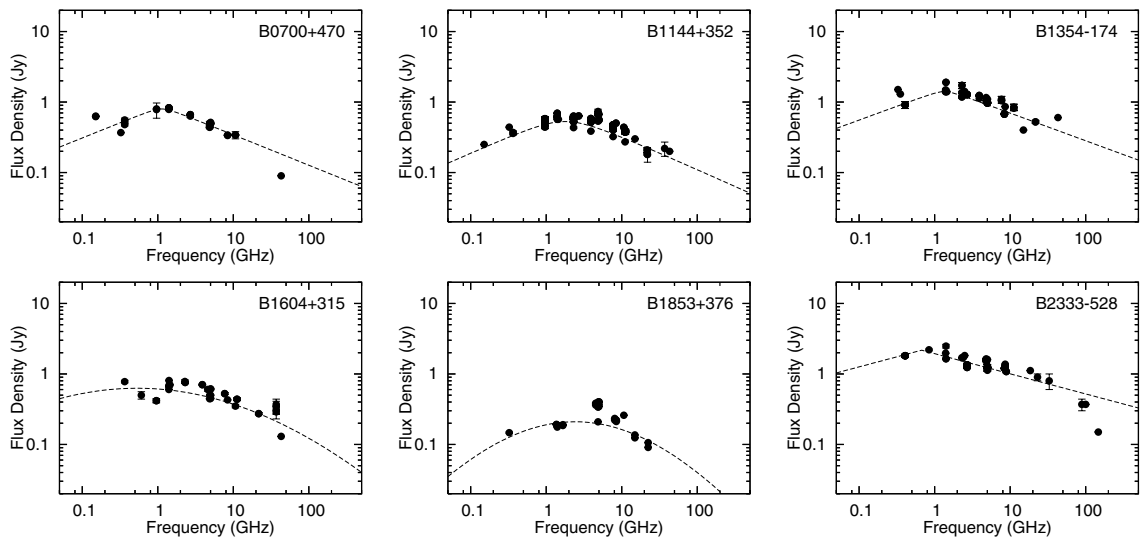 B0700+470
10
1
0.1
Flux Density (Jy)
0.1 1 10 100
Frequency (GHz)
B1144+352
10
1
0.1
Flux Density (Jy)
0.1 1 10 100
Frequency (GHz)
B1354-174
10
1
0.1
Flux Density (Jy)
0.1 1 10 100
Frequency (GHz)
B1604+315
10
1
0.1
Flux Density (Jy)
0.1 1 10 100
Frequency (GHz)
B1853+376
10
1
0.1
Flux Density (Jy)
0.1 1 10 100
Frequency (GHz)
B2333-528
10
1
0.1
Flux Density (Jy)
0.1 1 10 100
Frequency (GHz)